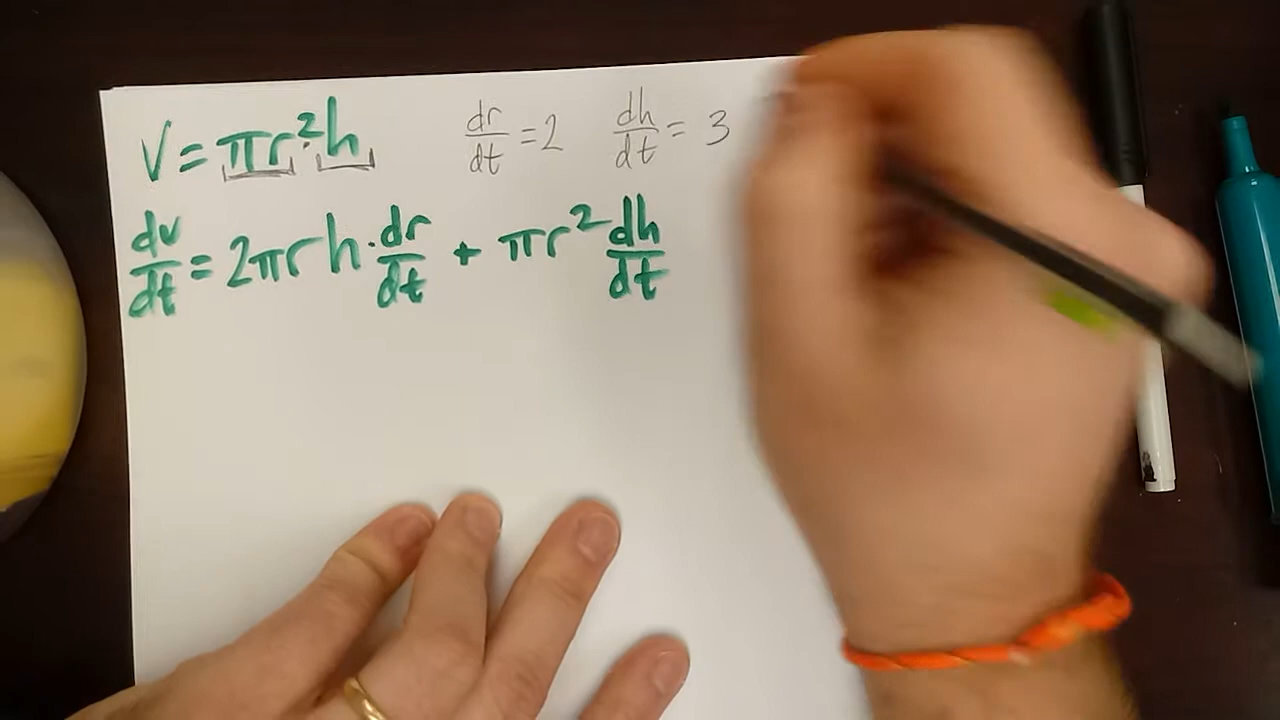 V = πr²h dr/dt = 2 dh/dt = 3
dv/dt = 2πrh · dr/dt + πr² dh/dt